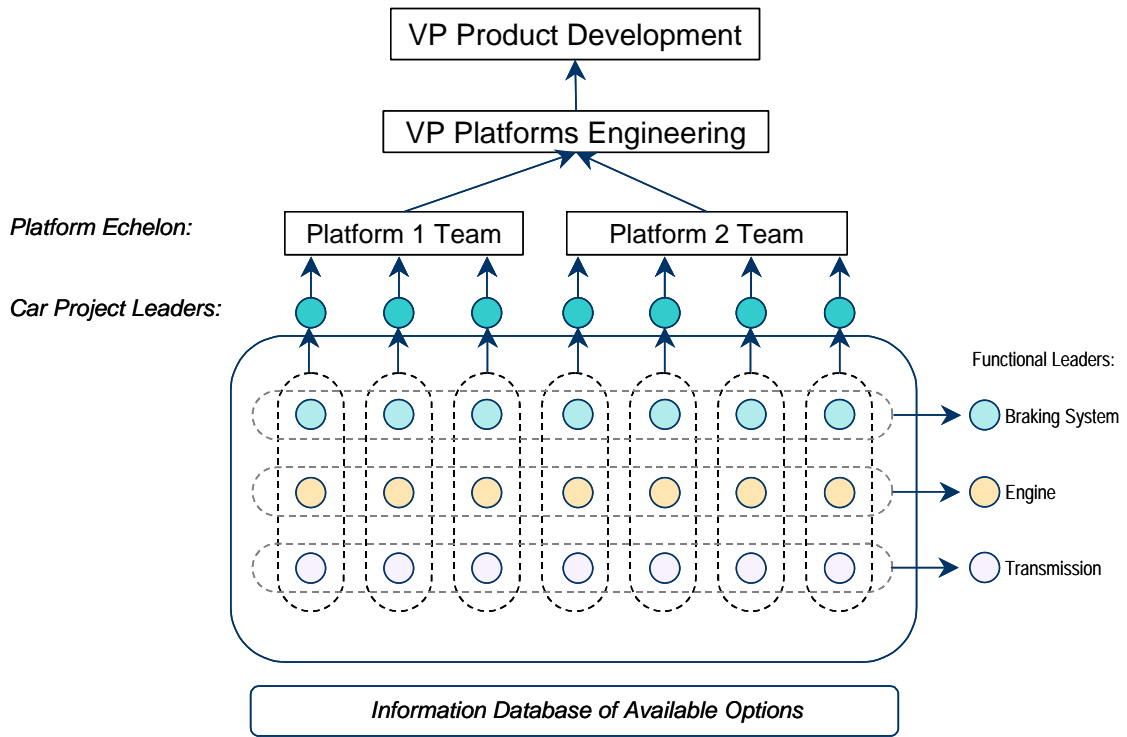 VP Product Development
VP Platforms Engineering
Platform Echelon:
Platform 1 Team
Platform 2 Team
Car Project Leaders:
Functional Leaders:
Braking System
Engine
Transmission
Information Database of Available Options